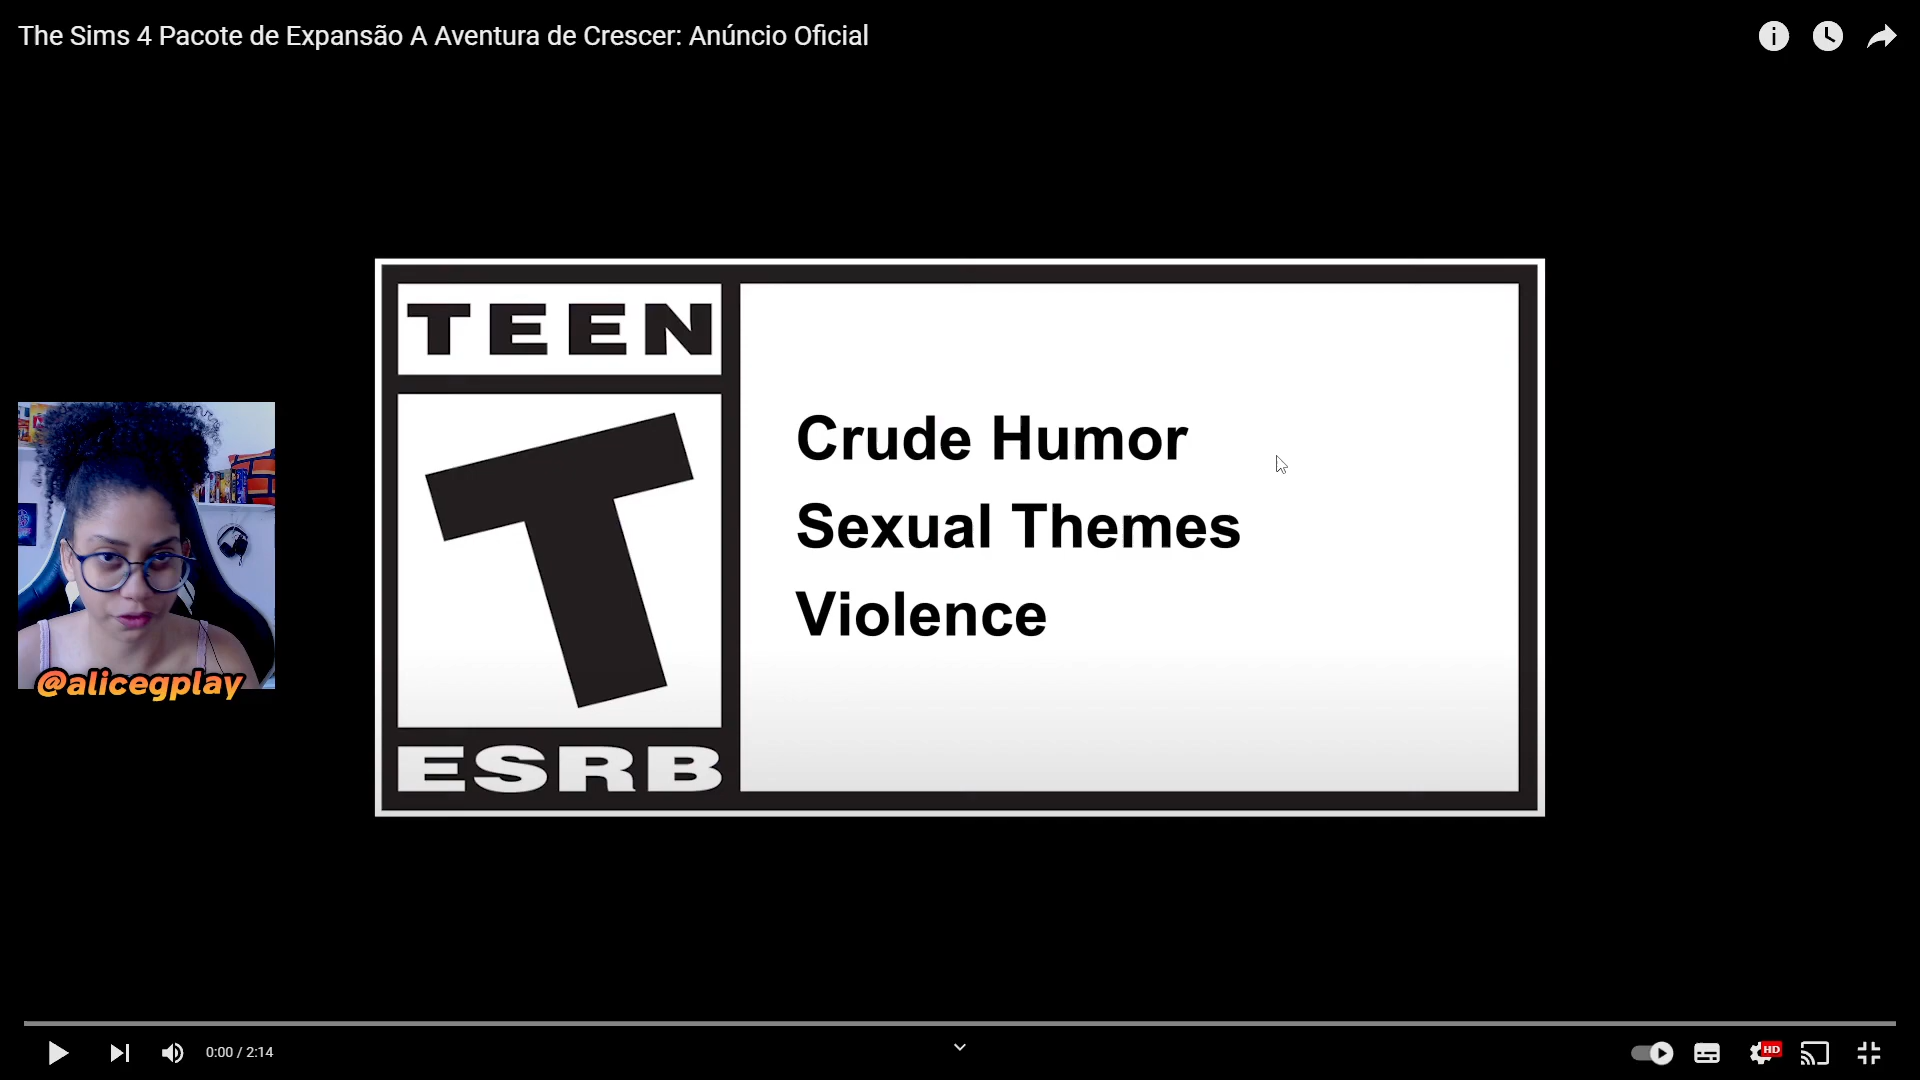 The Sims 4 Pacote de Expansão A Aventura de Crescer: Anúncio Oficial
TEEN
T
ESRB
Crude Humor
Sexual Themes
Violence
@alicegplay
0:00 / 2:14
HD